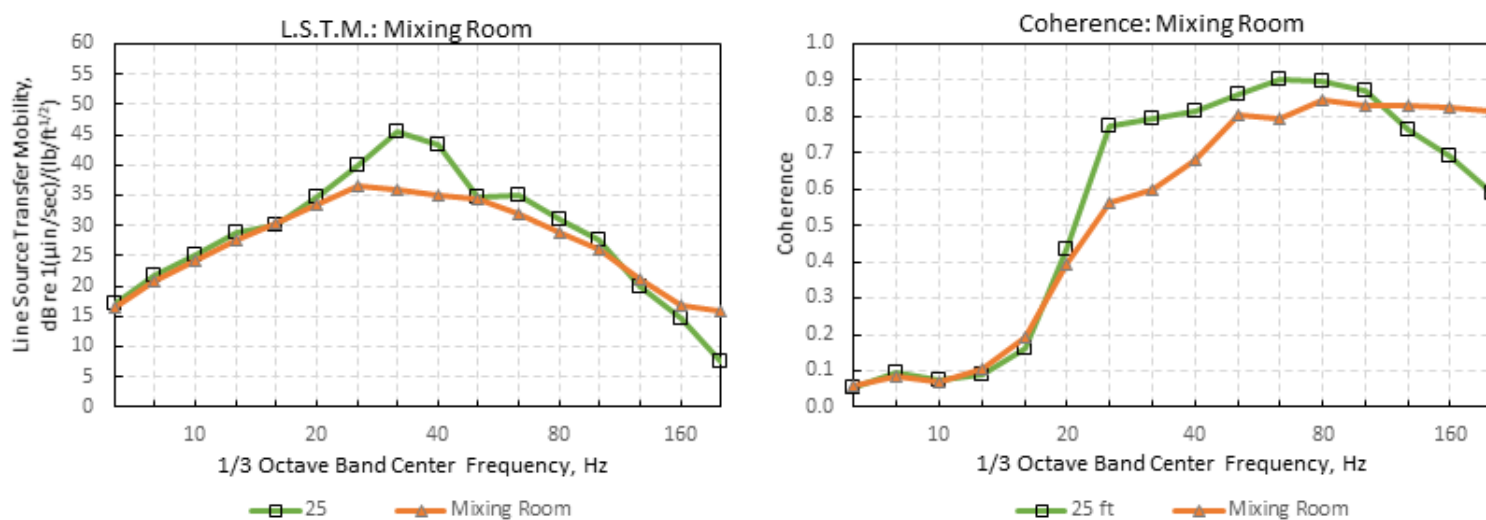 L.S.T.M.: Mixing Room
60
55
50
45
40
35
30
25
20
15
10
5
0
Line Source Transfer Mobility,
dB re 1(μin/sec)/(lb/ft¹/²)
10 20 40 80 160
1/3 Octave Band Center Frequency, Hz
25 Mixing Room
Coherence: Mixing Room
1.0
0.9
0.8
0.7
0.6
0.5
0.4
0.3
0.2
0.1
0.0
Coherence
10 20 40 80 160
1/3 Octave Band Center Frequency, Hz
25 ft Mixing Room